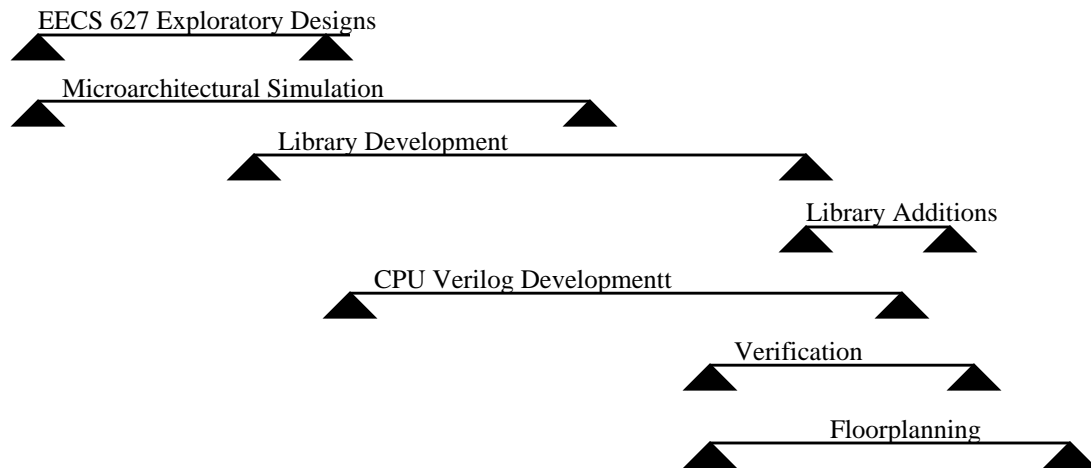 EECS 627 Exploratory Designs
Microarchitectural Simulation
Library Development
Library Additions
CPU Verilog Developmentt
Verification
Floorplanning